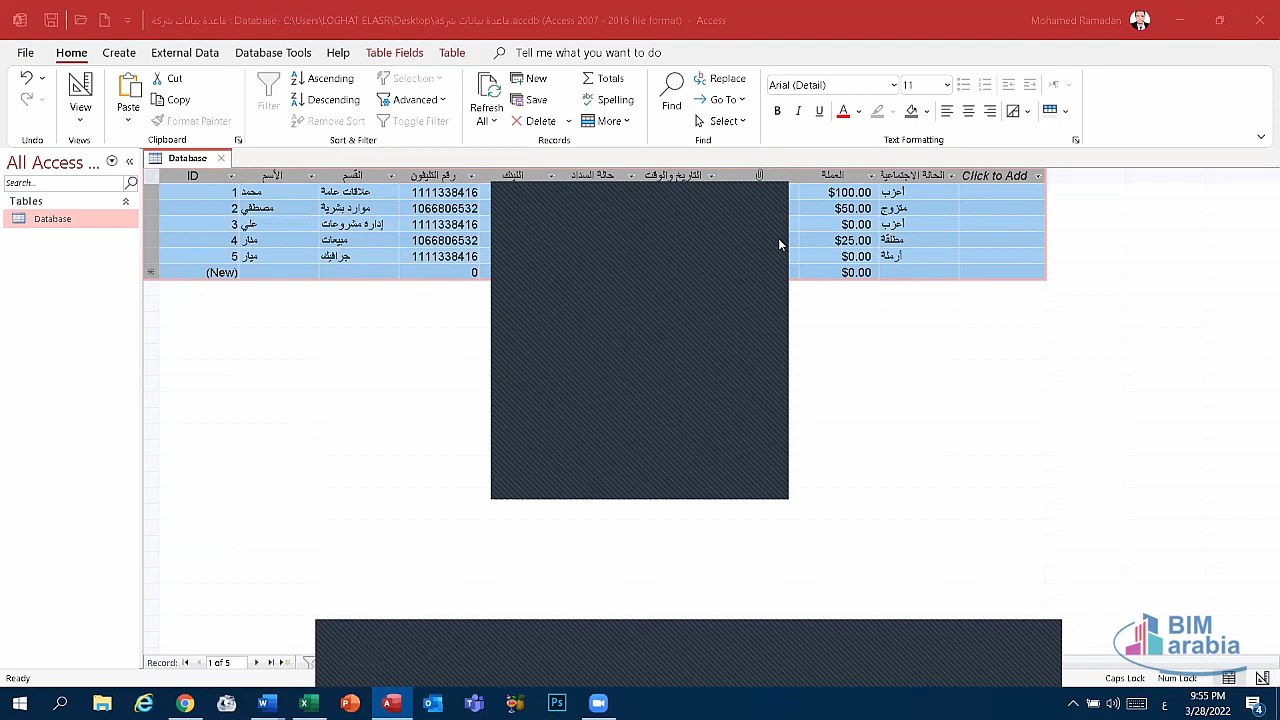 قاعدة بيانات شركة : Database- C:\Users\LOGHAT ELASR\Desktop\قاعدة بيانات شركة.accdb (Access 2007 - 2016 file format) - Access
Mohamed Ramadan
File Home Create External Data Database Tools Help Table Fields Table Tell me what you want to do
Cut Ascending Selection New Totals Replace Arial (Detail) 11
View Paste Copy Filter Descending Advanced Refresh All Save Spelling Find Go To B I U A
Format Painter Remove Sort Toggle Filter Delete More Select
Undo Views Clipboard Sort & Filter Records Find Text Formatting
All Access ... Database
Search... ID الأسم القسم رقم التليفون اللينك حالة السداد التاريخ والوقت العملة الحالة الاجتماعية Click to Add
Tables 1 محمد علاقات عامة 1111338416 $100.00 أعزب
Database 2 مصطفي موارد بشرية 1066806532 $50.00 متزوج
3 علي إدارة مشروعات 1111338416 $0.00 أعزب
4 منار مبيعات 1066806532 $25.00 مطلقة
5 ميار جرافيك 1111338416 $0.00 أرملة
(New) 0 $0.00
BIM
arabia
Record: 1 of 5
Ready Caps Lock Num Lock
9:55 PM
3/28/2022